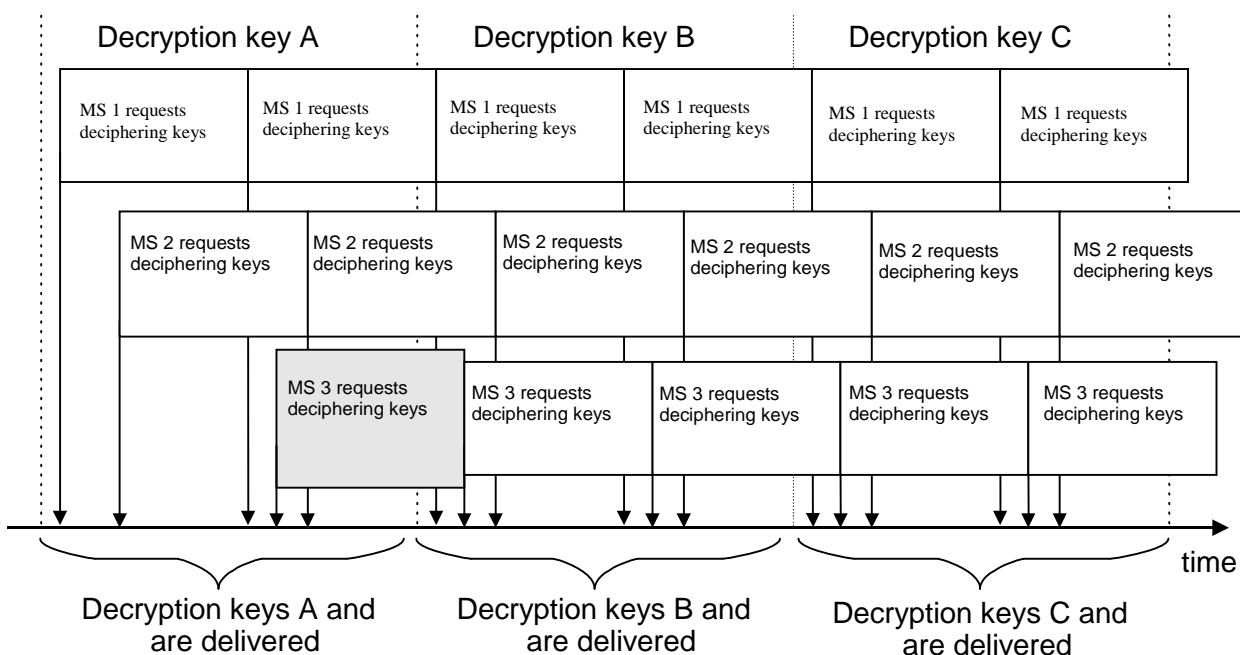 Decryption key A
Decryption key B
Decryption key C
MS 1 requests
deciphering keys
MS 1 requests
deciphering keys
MS 1 requests
deciphering keys
MS 1 requests
deciphering keys
MS 1 requests
deciphering keys
MS 1 requests
deciphering keys
MS 2 requests
deciphering keys
MS 2 requests
deciphering keys
MS 2 requests
deciphering keys
MS 2 requests
deciphering keys
MS 2 requests
deciphering keys
MS 2 requests
deciphering keys
MS 3 requests
deciphering keys
MS 3 requests
deciphering keys
MS 3 requests
deciphering keys
MS 3 requests
deciphering keys
MS 3 requests
deciphering keys
time
Decryption keys A and
are delivered
Decryption keys B and
are delivered
Decryption keys C and
are delivered